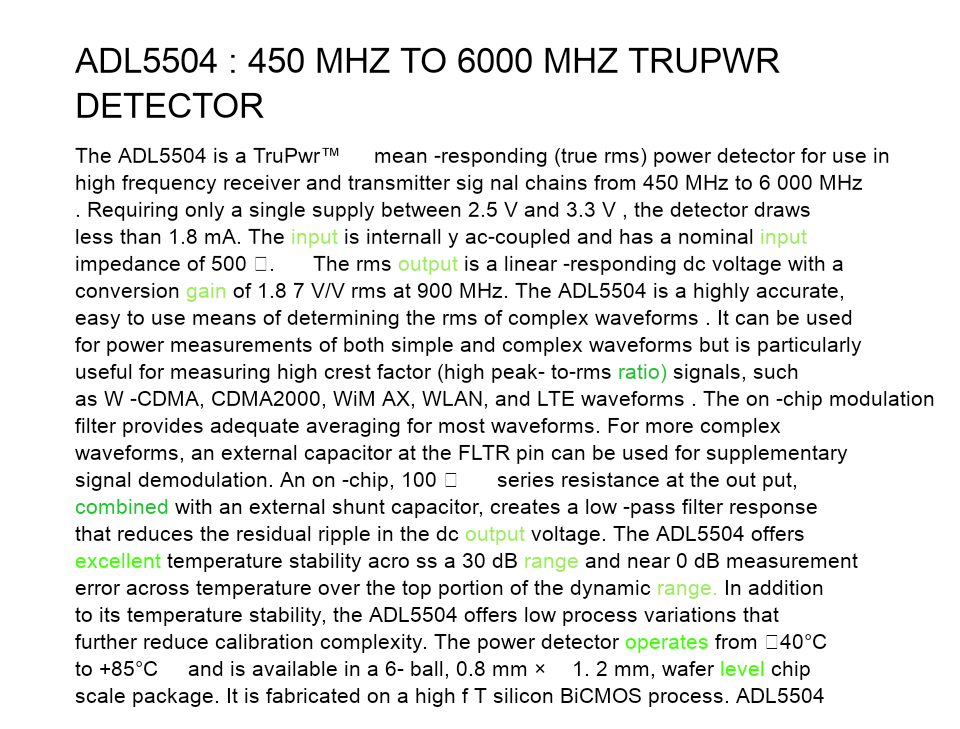 ADL5504 : 450 MHZ TO 6000 MHZ TRUPWR
DETECTOR
The ADL5504 is a TruPwr™ mean -responding (true rms) power detector for use in
high frequency receiver and transmitter sig nal chains from 450 MHz to 6 000 MHz
. Requiring only a single supply between 2.5 V and 3.3 V , the detector draws
less than 1.8 mA. The input is internall y ac-coupled and has a nominal input
impedance of 500 □. The rms output is a linear -responding dc voltage with a
conversion gain of 1.8 7 V/V rms at 900 MHz. The ADL5504 is a highly accurate,
easy to use means of determining the rms of complex waveforms . It can be used
for power measurements of both simple and complex waveforms but is particularly
useful for measuring high crest factor (high peak- to-rms ratio) signals, such
as W -CDMA, CDMA2000, WiM AX, WLAN, and LTE waveforms . The on -chip modulation
filter provides adequate averaging for most waveforms. For more complex
waveforms, an external capacitor at the FLTR pin can be used for supplementary
signal demodulation. An on -chip, 100 □ series resistance at the out put,
combined with an external shunt capacitor, creates a low -pass filter response
that reduces the residual ripple in the dc output voltage. The ADL5504 offers
excellent temperature stability acro ss a 30 dB range and near 0 dB measurement
error across temperature over the top portion of the dynamic range. In addition
to its temperature stability, the ADL5504 offers low process variations that
further reduce calibration complexity. The power detector operates from □40°C
to +85°C and is available in a 6- ball, 0.8 mm × 1. 2 mm, wafer level chip
scale package. It is fabricated on a high f T silicon BiCMOS process. ADL5504